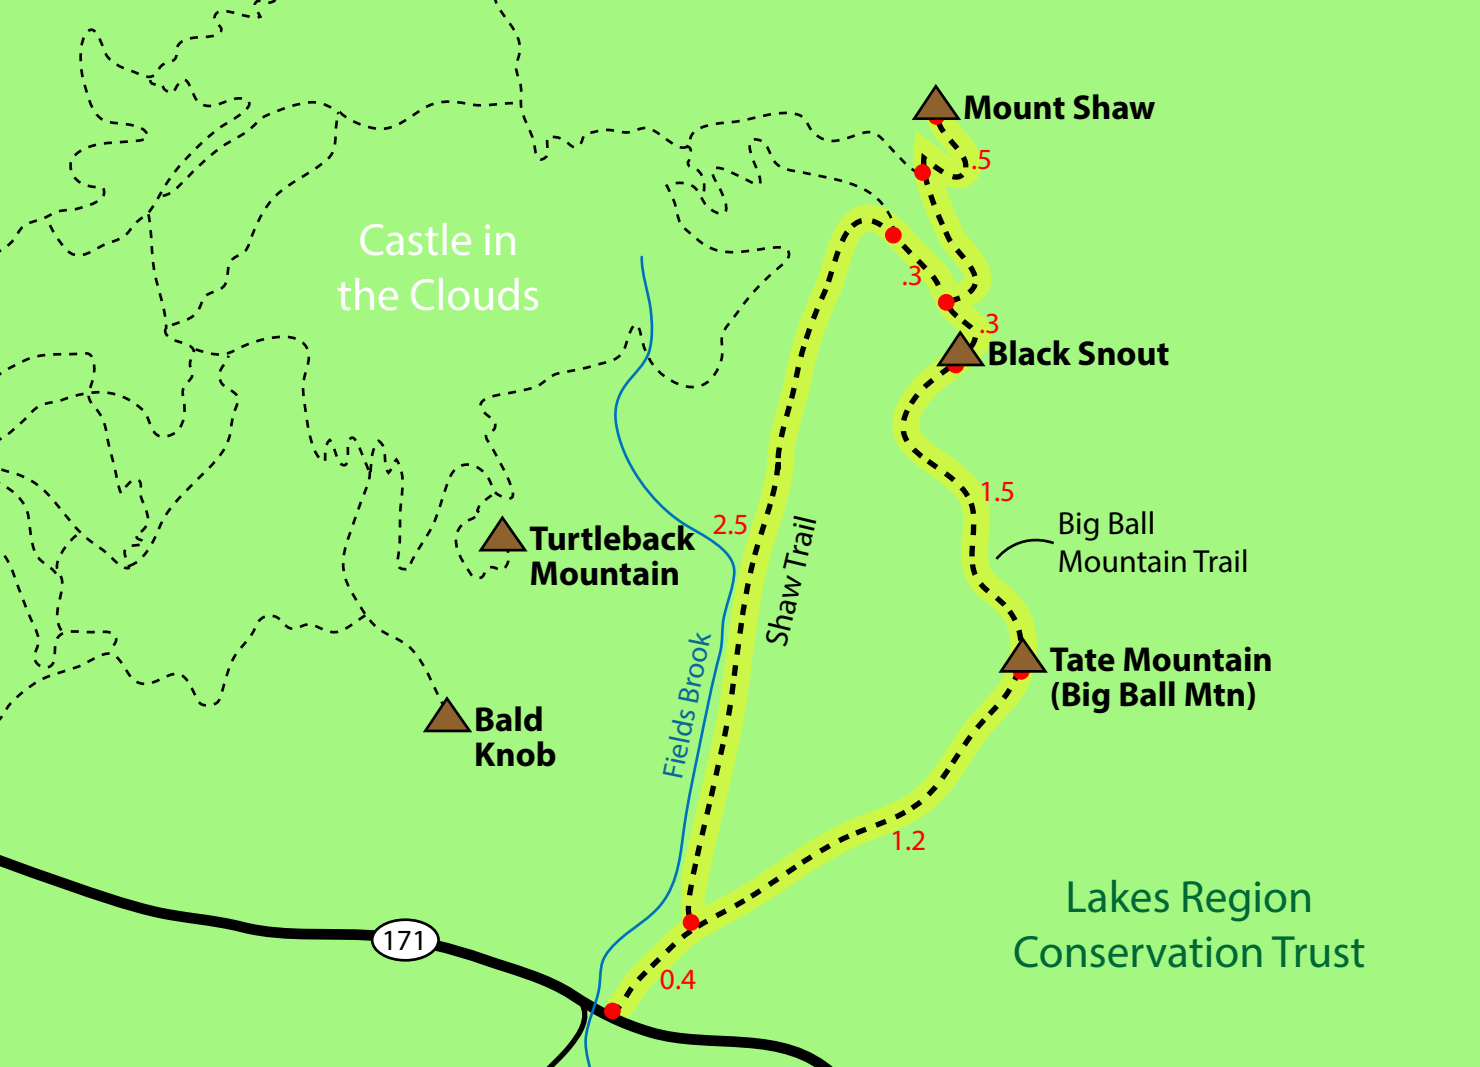 Mount Shaw
.5
Castle in
the Clouds
.3
.3
Black Snout
1.5
2.5
Shaw Trail
Big Ball
Mountain Trail
Turtleback
Mountain
Fields Brook
Tate Mountain
(Big Ball Mtn)
Bald
Knob
1.2
Lakes Region
Conservation Trust
171
0.4